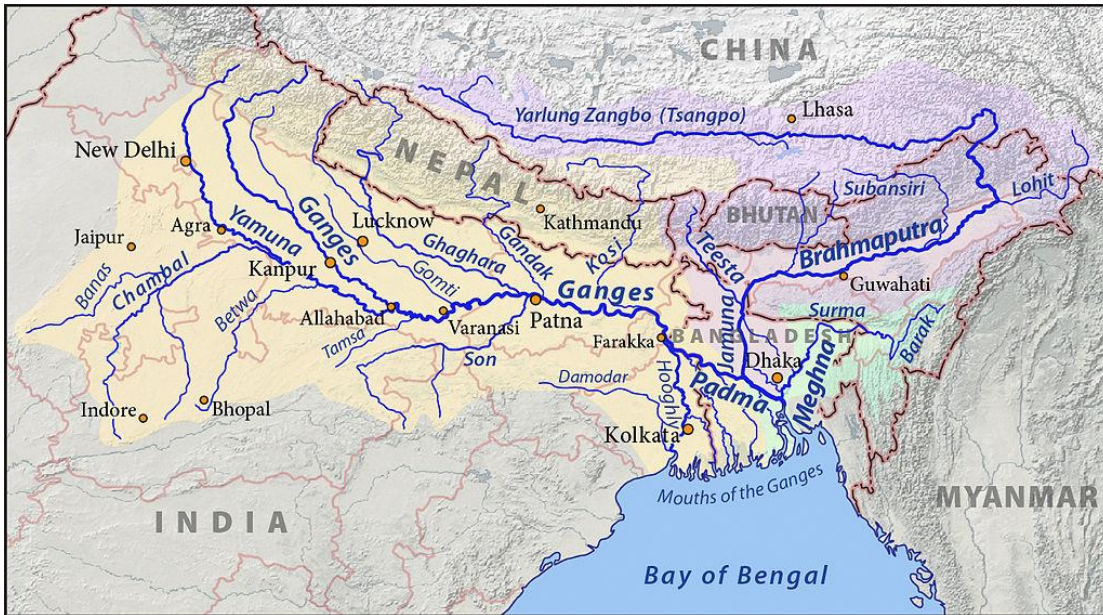 CHINA
Yarlung Zangbo (Tsangpo)
Lhasa
New Delhi
NEPAL
Subansiri
Lohit
BHUTAN
Kathmandu
Jaipur
Agra
Yamuna
Ganges
Lucknow
Ghaghara
Gandak
Kosi
Teesta
Brahmaputra
Banas
Chambal
Kanpur
Gomti
Guwahati
Betwa
Ganges
Allahabad
Varanasi
Patna
Jamuna
Surma
Tamsa
Son
Farakka
BANGLADESH
Barak
Damodar
Hooghly
Padma
Dhaka
Meghna
Indore
Bhopal
Kolkata
Mouths of the Ganges
INDIA
MYANMAR
Bay of Bengal